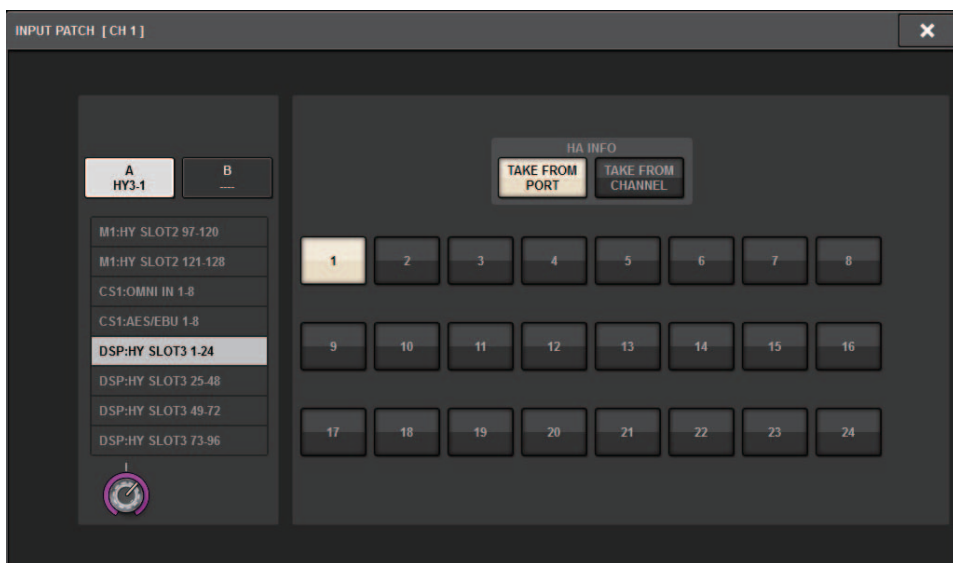 INPUT PATCH [ CH 1 ]
A
HY3-1
B
----
M1:HY SLOT2 97-120
M1:HY SLOT2 121-128
CS1:OMNI IN 1-8
CS1:AES/EBU 1-8
DSP:HY SLOT3 1-24
DSP:HY SLOT3 25-48
DSP:HY SLOT3 49-72
DSP:HY SLOT3 73-96
HA INFO
TAKE FROM PORT
TAKE FROM CHANNEL
1 2 3 4 5 6 7 8
9 10 11 12 13 14 15 16
17 18 19 20 21 22 23 24